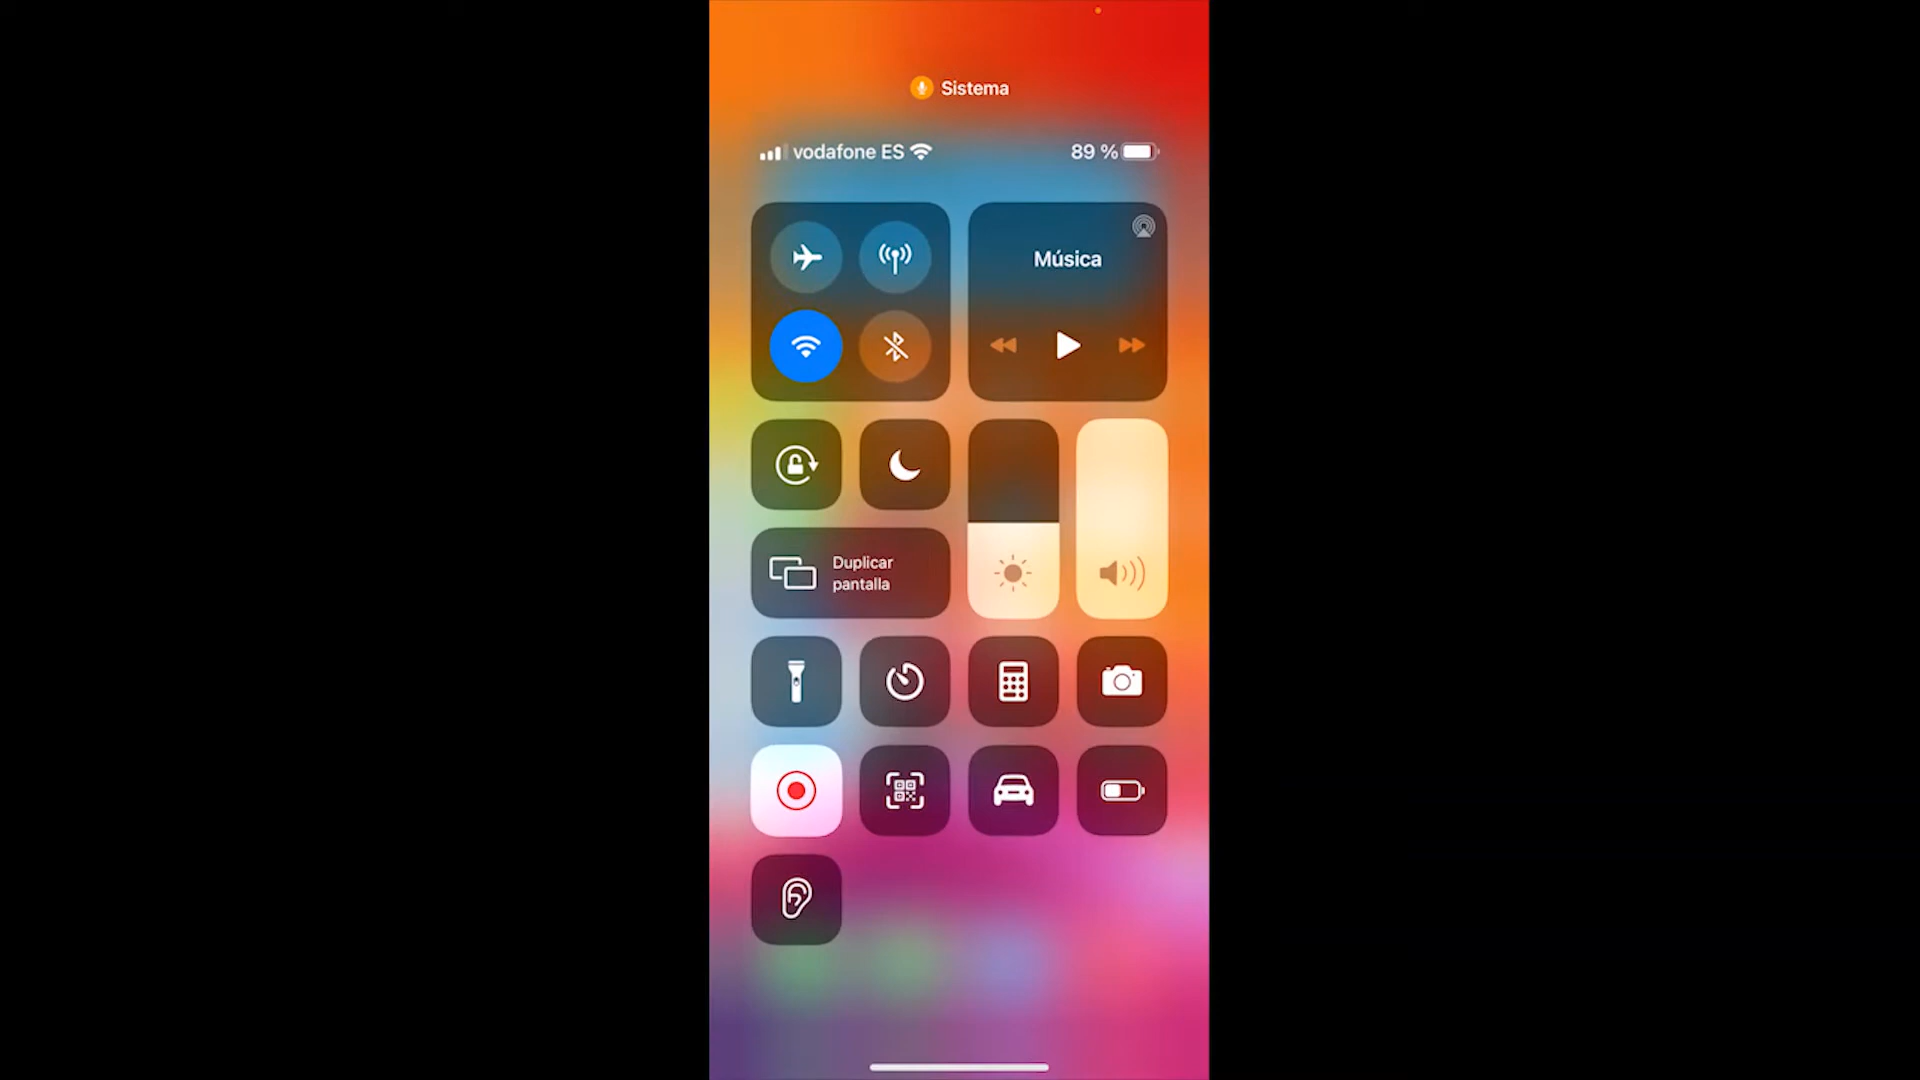 Sistema
vodafone ES
89 %
Música
Duplicar
pantalla